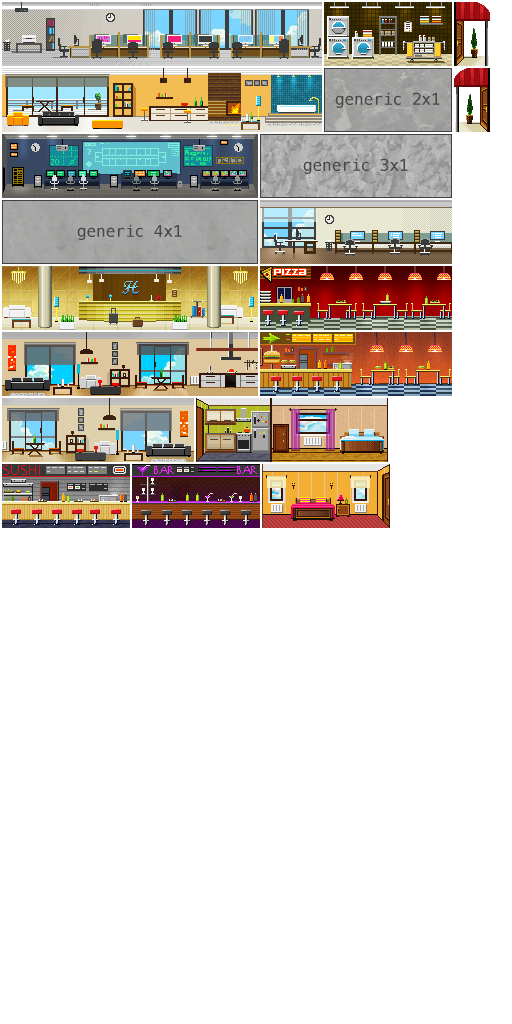 generic 2x1
generic 3x1
generic 4x1
H
PIZZA
SUSHI
BAR
BAR